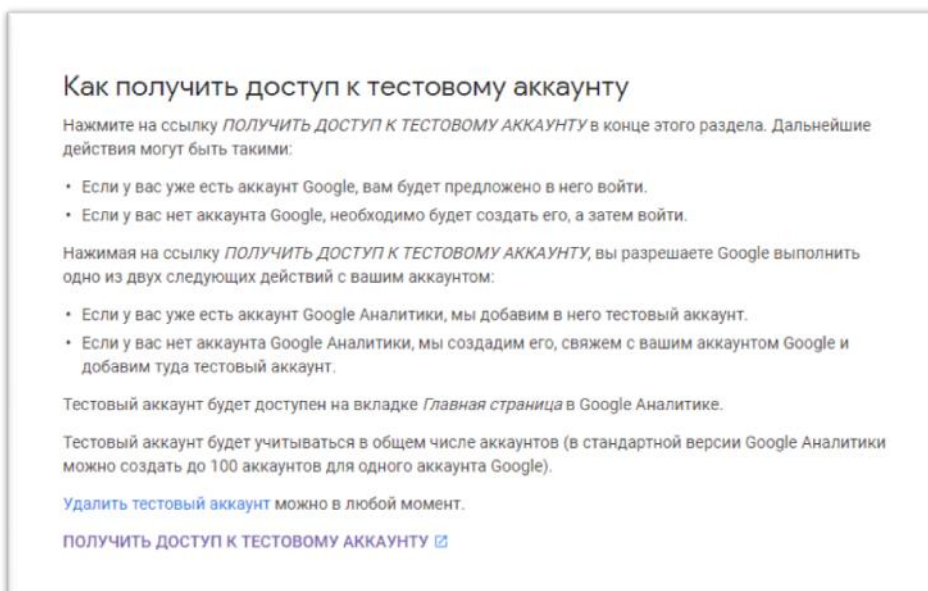 Как получить доступ к тестовому аккаунту
Нажмите на ссылку ПОЛУЧИТЬ ДОСТУП К ТЕСТОВОМУ АККАУНТУ в конце этого раздела. Дальнейшие
действия могут быть такими:
• Если у вас уже есть аккаунт Google, вам будет предложено в него войти.
• Если у вас нет аккаунта Google, необходимо будет создать его, а затем войти.
Нажимая на ссылку ПОЛУЧИТЬ ДОСТУП К ТЕСТОВОМУ АККАУНТУ, вы разрешаете Google выполнить
одно из двух следующих действий с вашим аккаунтом:
• Если у вас уже есть аккаунт Google Аналитики, мы добавим в него тестовый аккаунт.
• Если у вас нет аккаунта Google Аналитики, мы создадим его, свяжем с вашим аккаунтом Google и
добавим туда тестовый аккаунт.
Тестовый аккаунт будет доступен на вкладке Главная страница в Google Аналитике.
Тестовый аккаунт будет учитываться в общем числе аккаунтов (в стандартной версии Google Аналитики
можно создать до 100 аккаунтов для одного аккаунта Google).
Удалить тестовый аккаунт можно в любой момент.
ПОЛУЧИТЬ ДОСТУП К ТЕСТОВОМУ АККАУНТУ